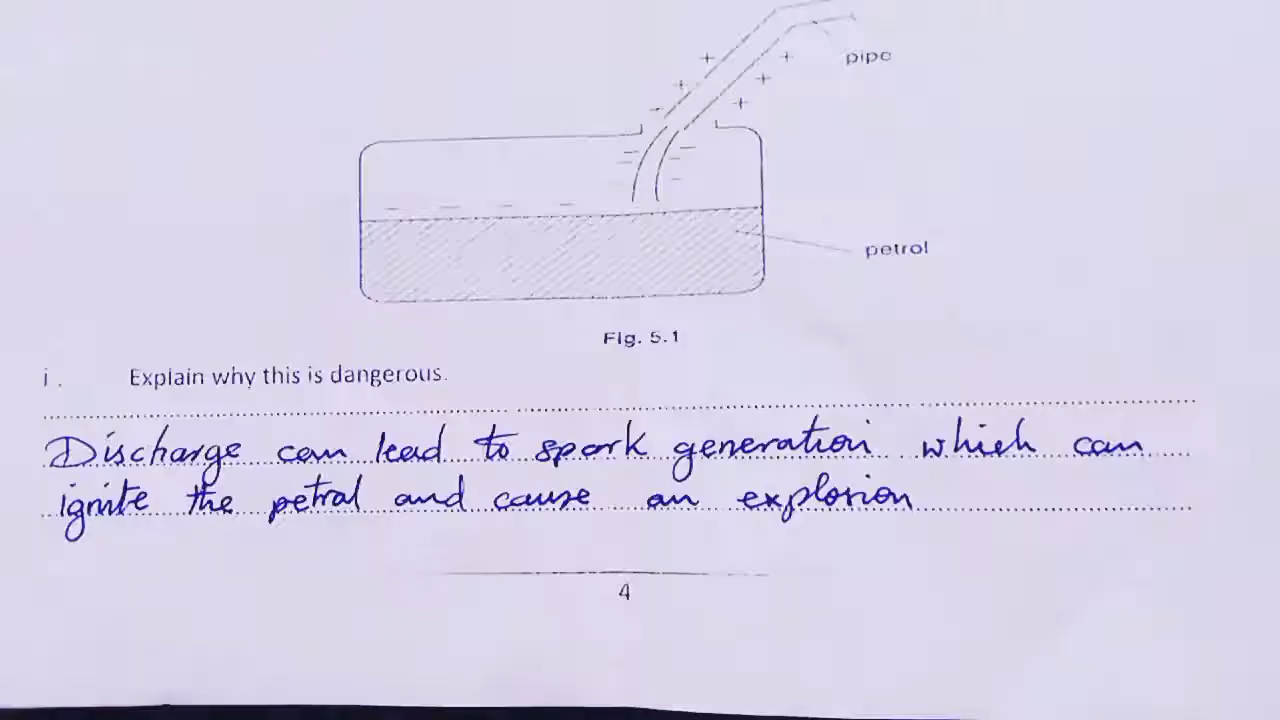 pipe
petrol
Fig. 5.1
i. Explain why this is dangerous.
Discharge can lead to spark generation which can
ignite the petral and cause an explosion
4